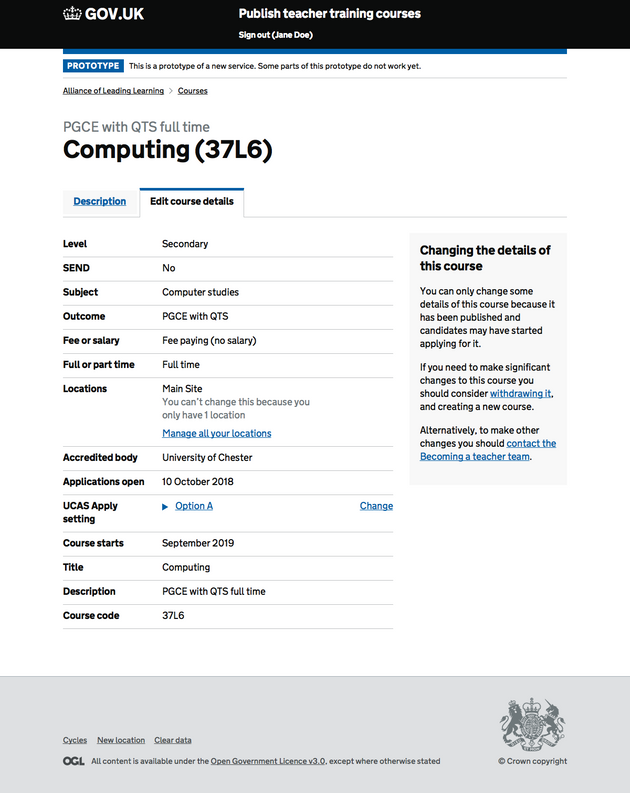 GOV.UK
Publish teacher training courses
Sign out (Jane Doe)
PROTOTYPE This is a prototype of a new service. Some parts of this prototype do not work yet.
Alliance of Leading Learning > Courses
PGCE with QTS full time
Computing (37L6)
Description Edit course details
Level Secondary
SEND No
Subject Computer studies
Outcome PGCE with QTS
Fee or salary Fee paying (no salary)
Full or part time Full time
Locations Main Site
You can't change this because you
only have 1 location
Manage all your locations
Accredited body University of Chester
Applications open 10 October 2018
UCAS Apply
setting
Option A Change
Course starts September 2019
Title Computing
Description PGCE with QTS full time
Course code 37L6
Changing the details of
this course
You can only change some
details of this course because it
has been published and
candidates may have started
applying for it.
If you need to make significant
changes to this course you
should consider withdrawing it,
and creating a new course.
Alternatively, to make other
changes you should contact the
Becoming a teacher team.
Cycles New location Clear data
OGL All content is available under the Open Government Licence v3.0, except where otherwise stated
© Crown copyright